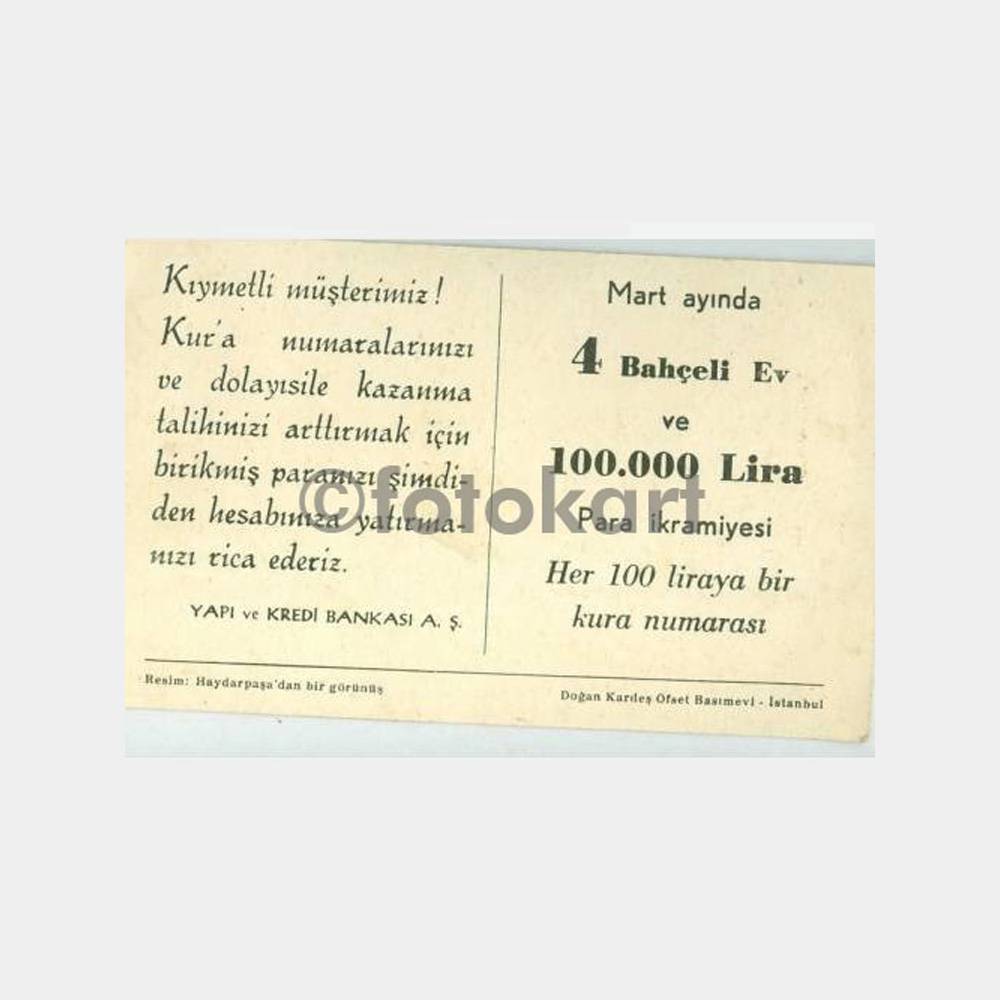 Kıymetli müşterimiz!
Kur'a numaralarınızı
ve dolayısile kazanma
talihinizi arttırmak için
birikmiş paranızı şimdi-
den hesabınıza yatırma-
nızı rica ederiz.
YAPI ve KREDİ BANKASI A. Ş.
Mart ayında
4 Bahçeli Ev
ve
100.000 Lira
Para ikramiyesi
Her 100 liraya bir
kura numarası
Resim: Haydarpaşa'dan bir görünüş
Doğan Kardeş Ofset Basımevi - İstanbul
©fotokart